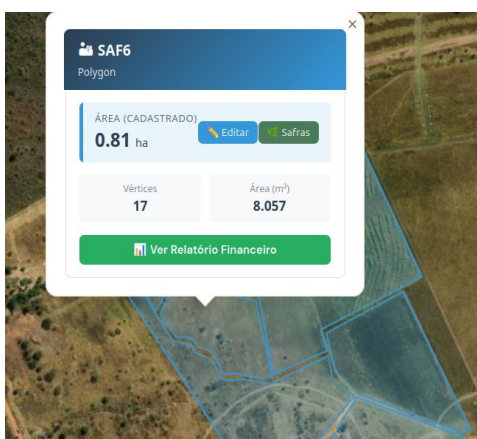 ×
SAF6
Polygon
ÁREA (CADASTRADO)
0.81 ha
Editar
Safras
Vértices
17
Área (m²)
8.057
Ver Relatório Financeiro